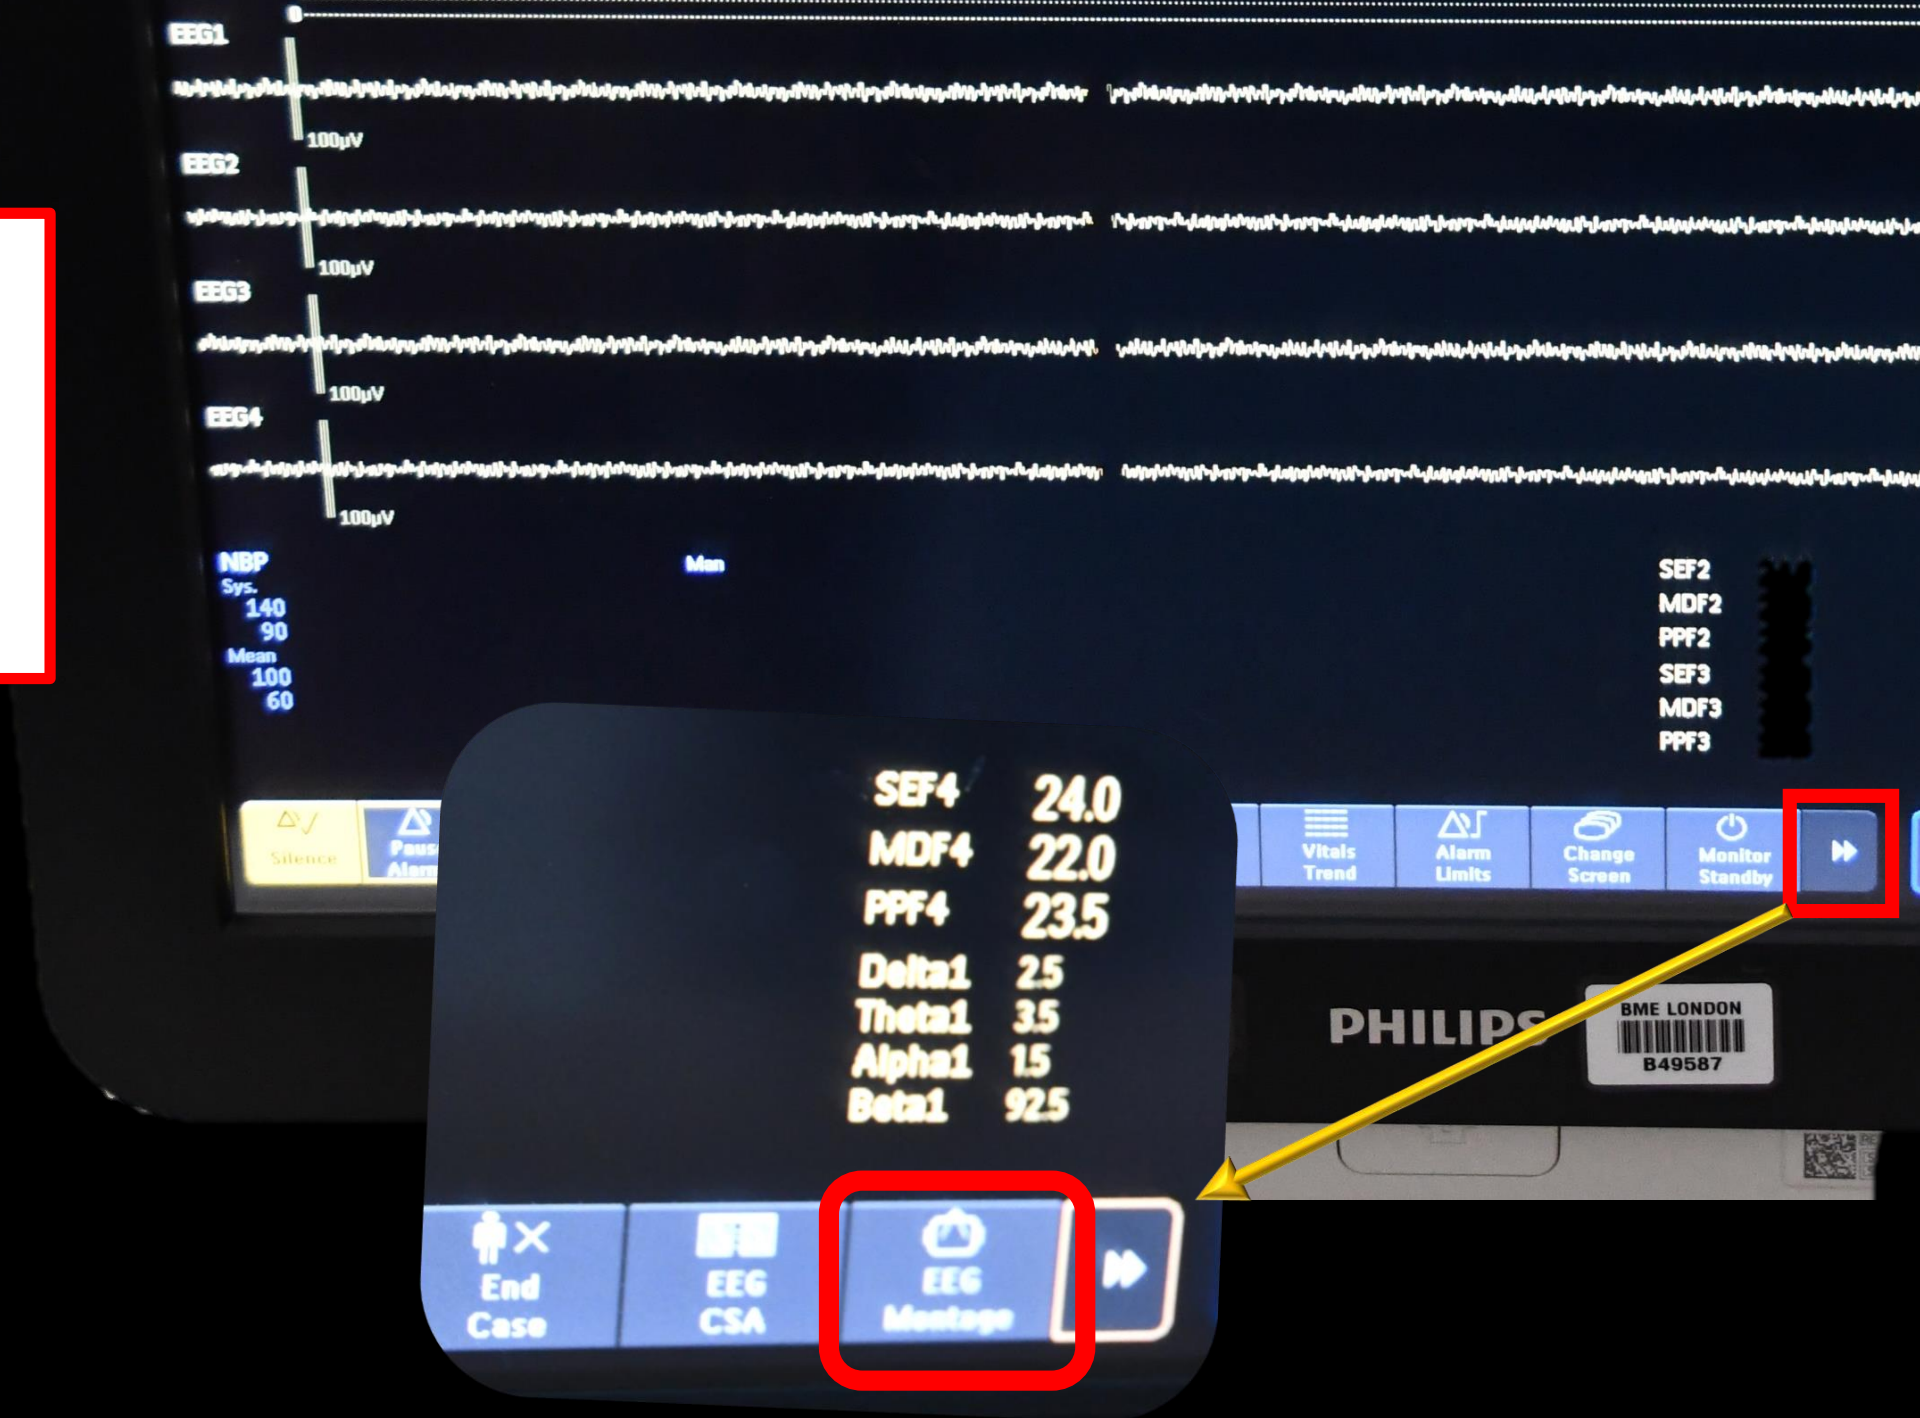 EEG1
100µV
EEG2
100µV
EEG3
100µV
EEG4
100µV
NBP
Sys.
140
90
Mean
100
60
Man
SEF2
MDF2
PPF2
SEF3
MDF3
PPF3
Silence
Alarm
Vitals
Trend
Alarm
Limits
Change
Screen
Monitor
Standby
SEF4 24.0
MDF4 22.0
PPF4 23.5
Delta1 2.5
Theta1 3.5
Alpha1 1.5
Beta1 92.5
End
Case
EEG
CSA
EEG
Montage
PHILIPS
BME LONDON
B49587